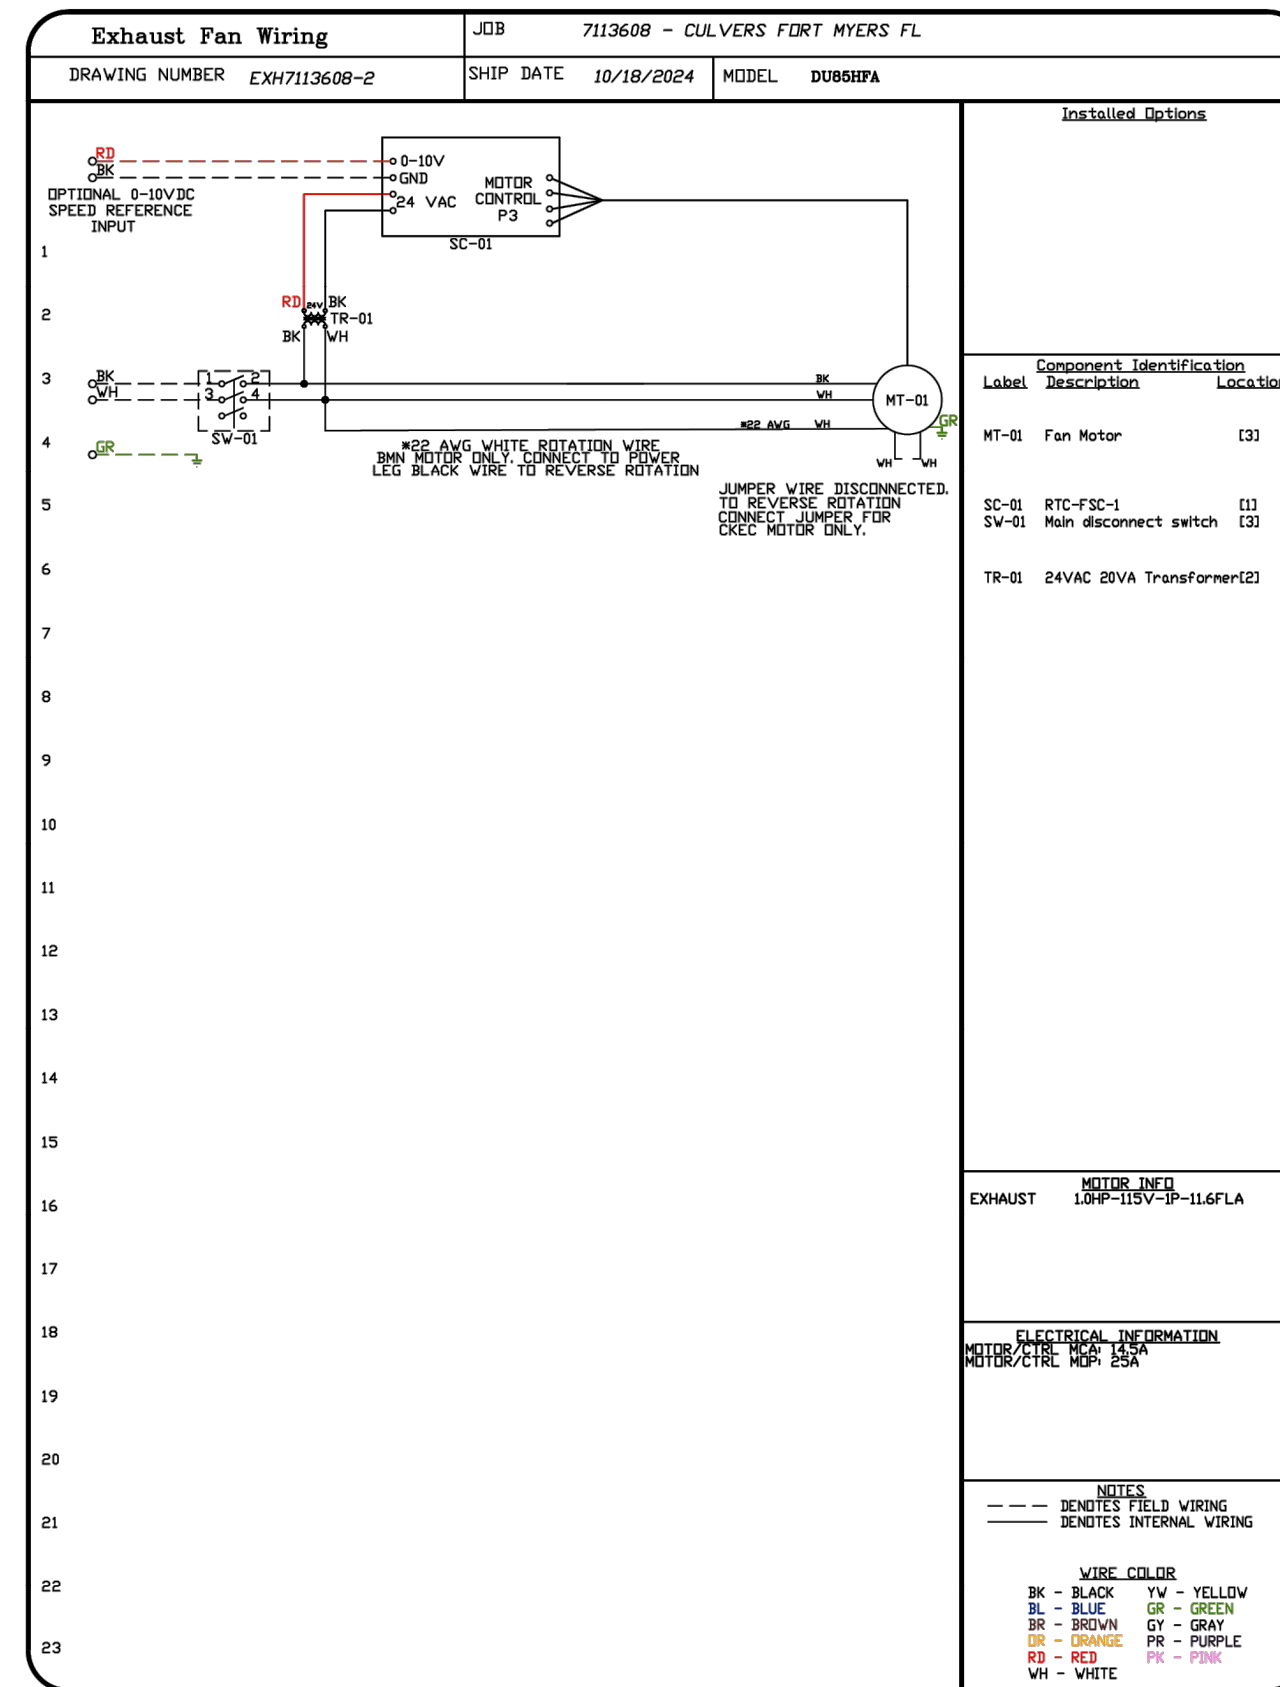 Exhaust Fan Wiring
JOB 7113608 - CULVERS FORT MYERS FL
DRAWING NUMBER EXH7113608-2
SHIP DATE 10/18/2024
MODEL DU85HFA
RD
BK
OPTIONAL 0-10VDC
SPEED REFERENCE
INPUT
0-10V
GND
24 VAC
MOTOR
CONTROL
P3
SC-01
RD 24V BK
TR-01
BK WH
BK
WH
1 2
3 4
SW-01
GR
BK
WH
*22 AWG WH
MT-01
GR
WH WH
*22 AWG WHITE ROTATION WIRE
BMN MOTOR ONLY. CONNECT TO POWER
LEG BLACK WIRE TO REVERSE ROTATION
JUMPER WIRE DISCONNECTED.
TO REVERSE ROTATION
CONNECT JUMPER FOR
CKEC MOTOR ONLY.
1
2
3
4
5
6
7
8
9
10
11
12
13
14
15
16
17
18
19
20
21
22
23
Installed Options
Component Identification
Label Description Location
MT-01 Fan Motor [3]
SC-01 RTC-FSC-1 [1]
SW-01 Main disconnect switch [3]
TR-01 24VAC 20VA Transformer[2]
MOTOR INFO
EXHAUST 1.0HP-115V-1P-11.6FLA
ELECTRICAL INFORMATION
MOTOR/CTRL MCA: 14.5A
MOTOR/CTRL MOP: 25A
NOTES
DENOTES FIELD WIRING
DENOTES INTERNAL WIRING
WIRE COLOR
BK - BLACK YW - YELLOW
BL - BLUE GR - GREEN
BR - BROWN GY - GRAY
OR - ORANGE PR - PURPLE
RD - RED PK - PINK
WH - WHITE